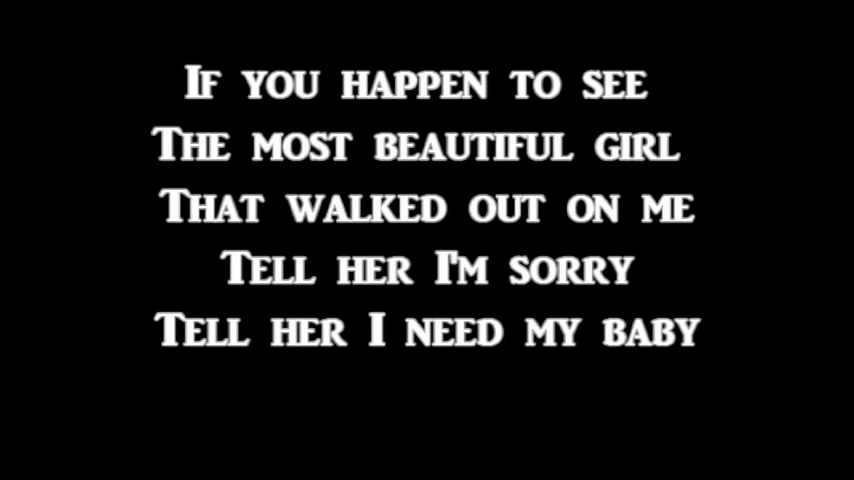 If you happen to see
The most beautiful girl
That walked out on me
Tell her I'm sorry
Tell her I need my baby